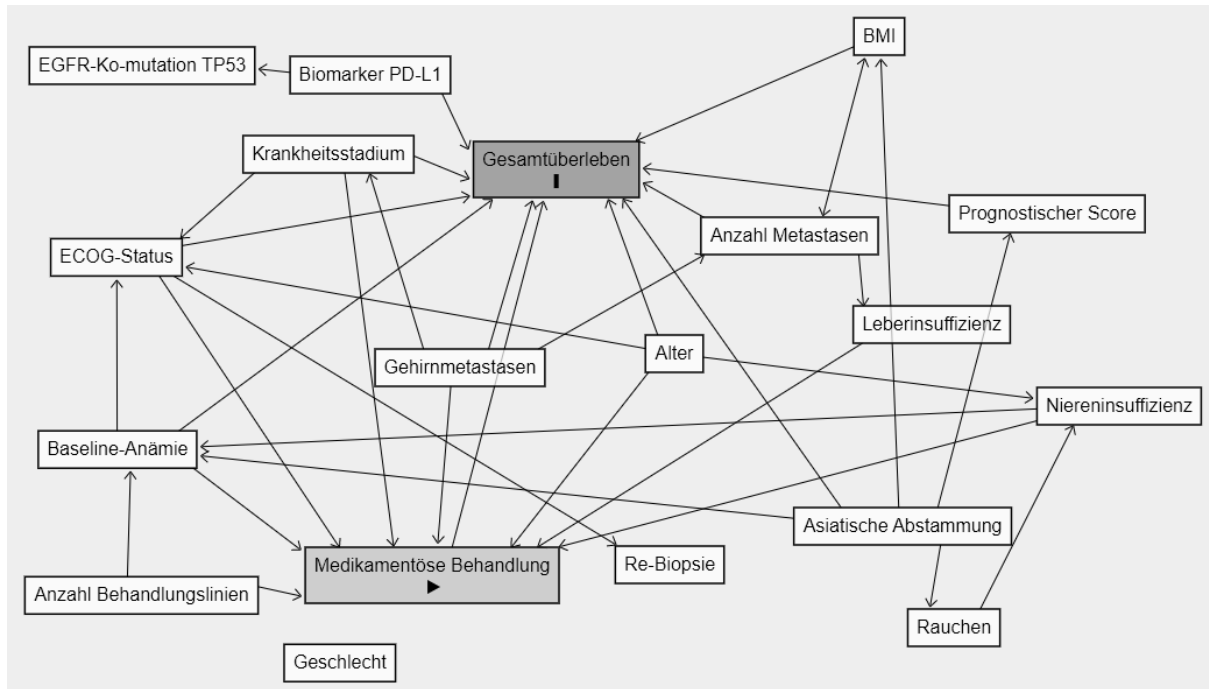 BMI
EGFR-Ko-mutation TP53
Biomarker PD-L1
Krankheitsstadium
Gesamtüberleben
Prognostischer Score
Anzahl Metastasen
ECOG-Status
Leberinsuffizienz
Gehirnmetastasen
Alter
Niereninsuffizienz
Baseline-Anämie
Asiatische Abstammung
Medikamentöse Behandlung
Re-Biopsie
Anzahl Behandlungslinien
Rauchen
Geschlecht